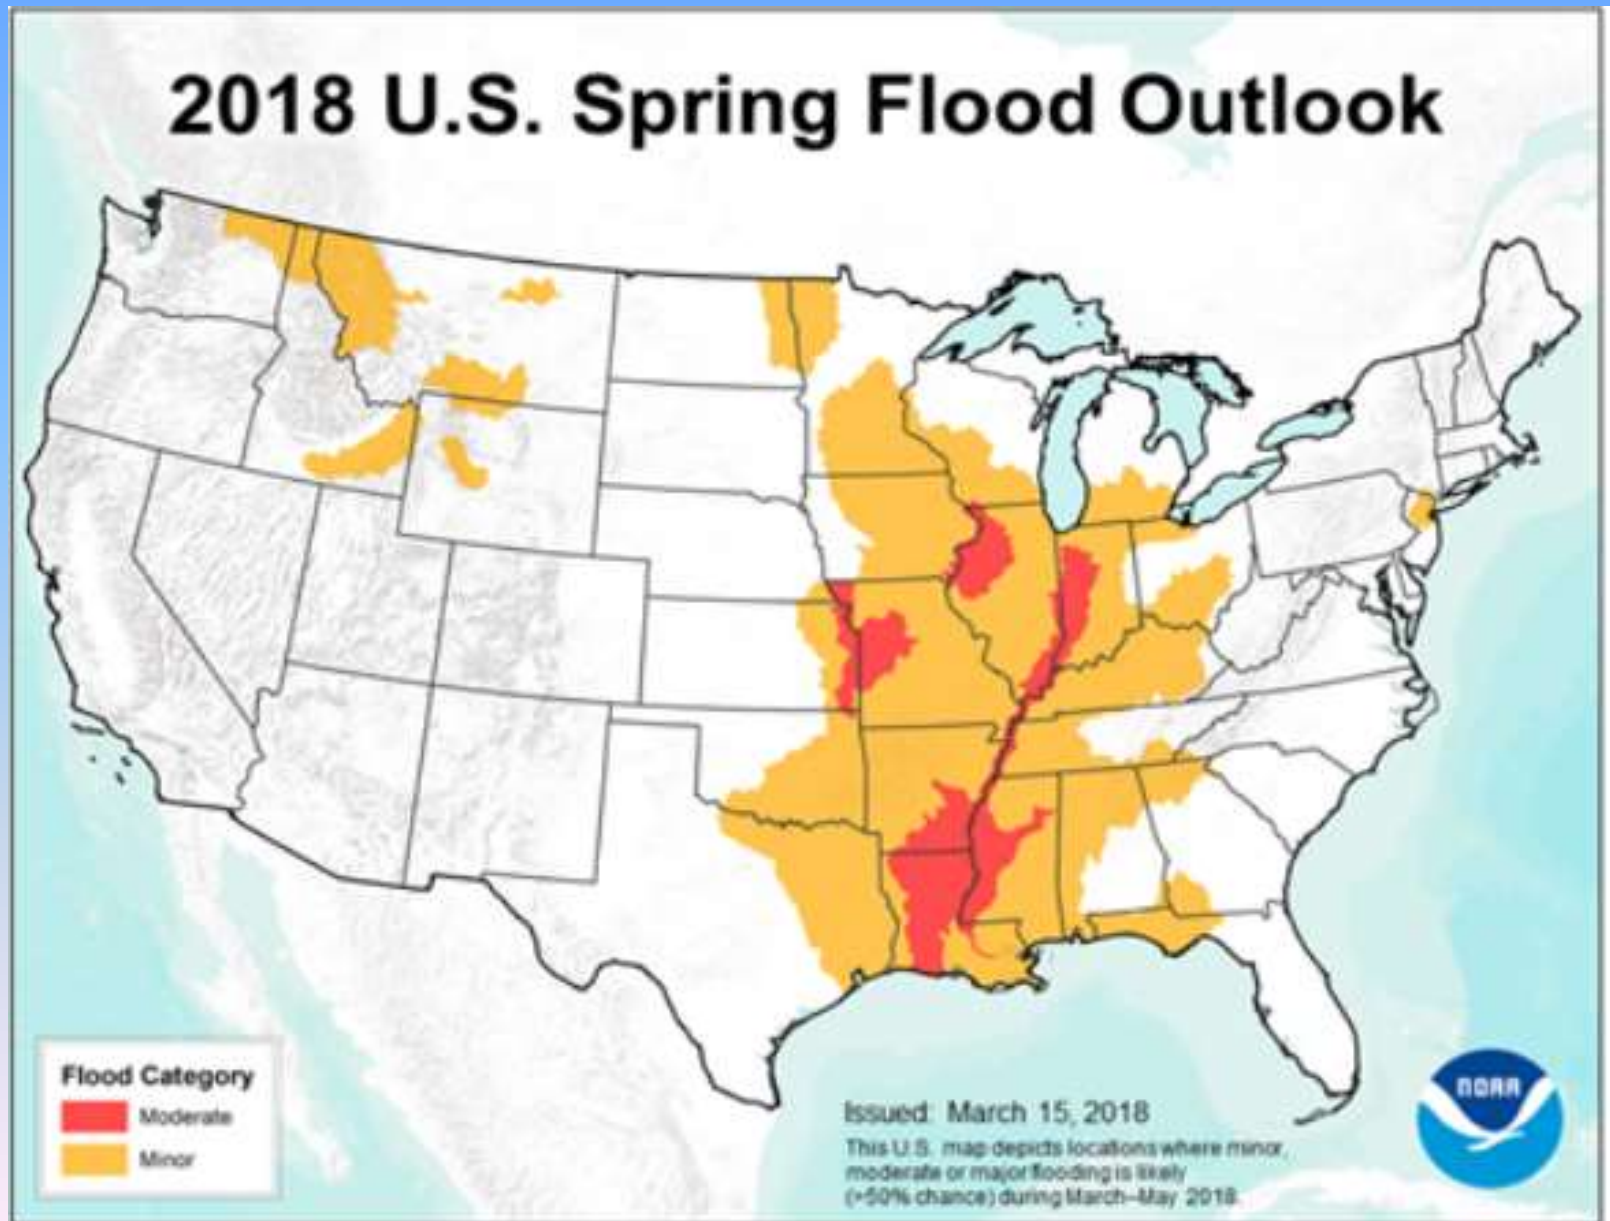 2018 U.S. Spring Flood Outlook
Flood Category
Moderate
Minor
Issued: March 15, 2018
This U.S. map depicts locations where minor,
moderate or major flooding is likely
(>50% chance) during March–May 2018.
NOAA